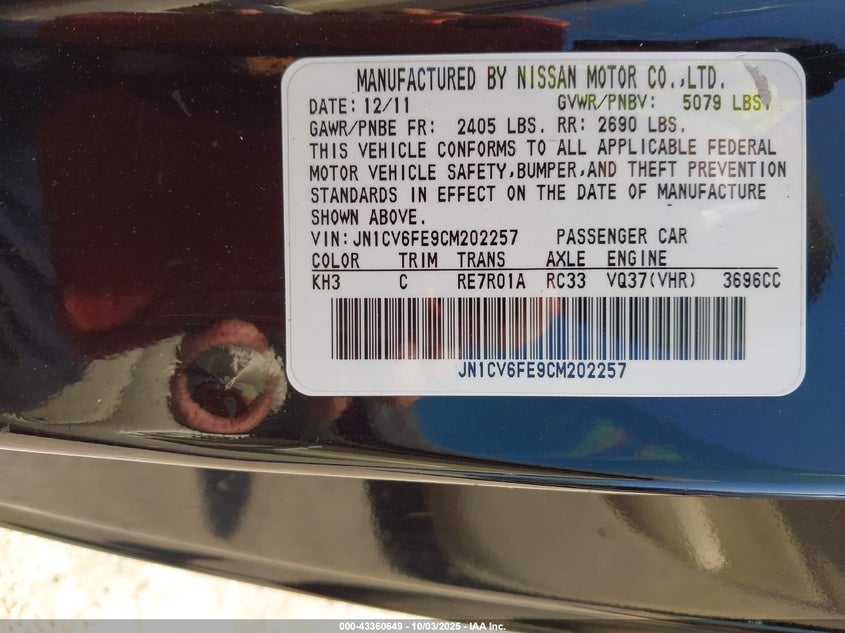 MANUFACTURED BY NISSAN MOTOR CO.,LTD.
DATE: 12/11 GVWR/PNBV: 5079 LBS.
GAWR/PNBE FR: 2405 LBS. RR: 2690 LBS.
THIS VEHICLE CONFORMS TO ALL APPLICABLE FEDERAL
MOTOR VEHICLE SAFETY,BUMPER,AND THEFT PREVENTION
STANDARDS IN EFFECT ON THE DATE OF MANUFACTURE
SHOWN ABOVE.
VIN: JN1CV6FE9CM202257 PASSENGER CAR
COLOR TRIM TRANS AXLE ENGINE
KH3 C RE7R01A RC33 VQ37(VHR) 3696CC
JN1CV6FE9CM202257
000-43360649 - 10/03/2025 - IAA Inc.